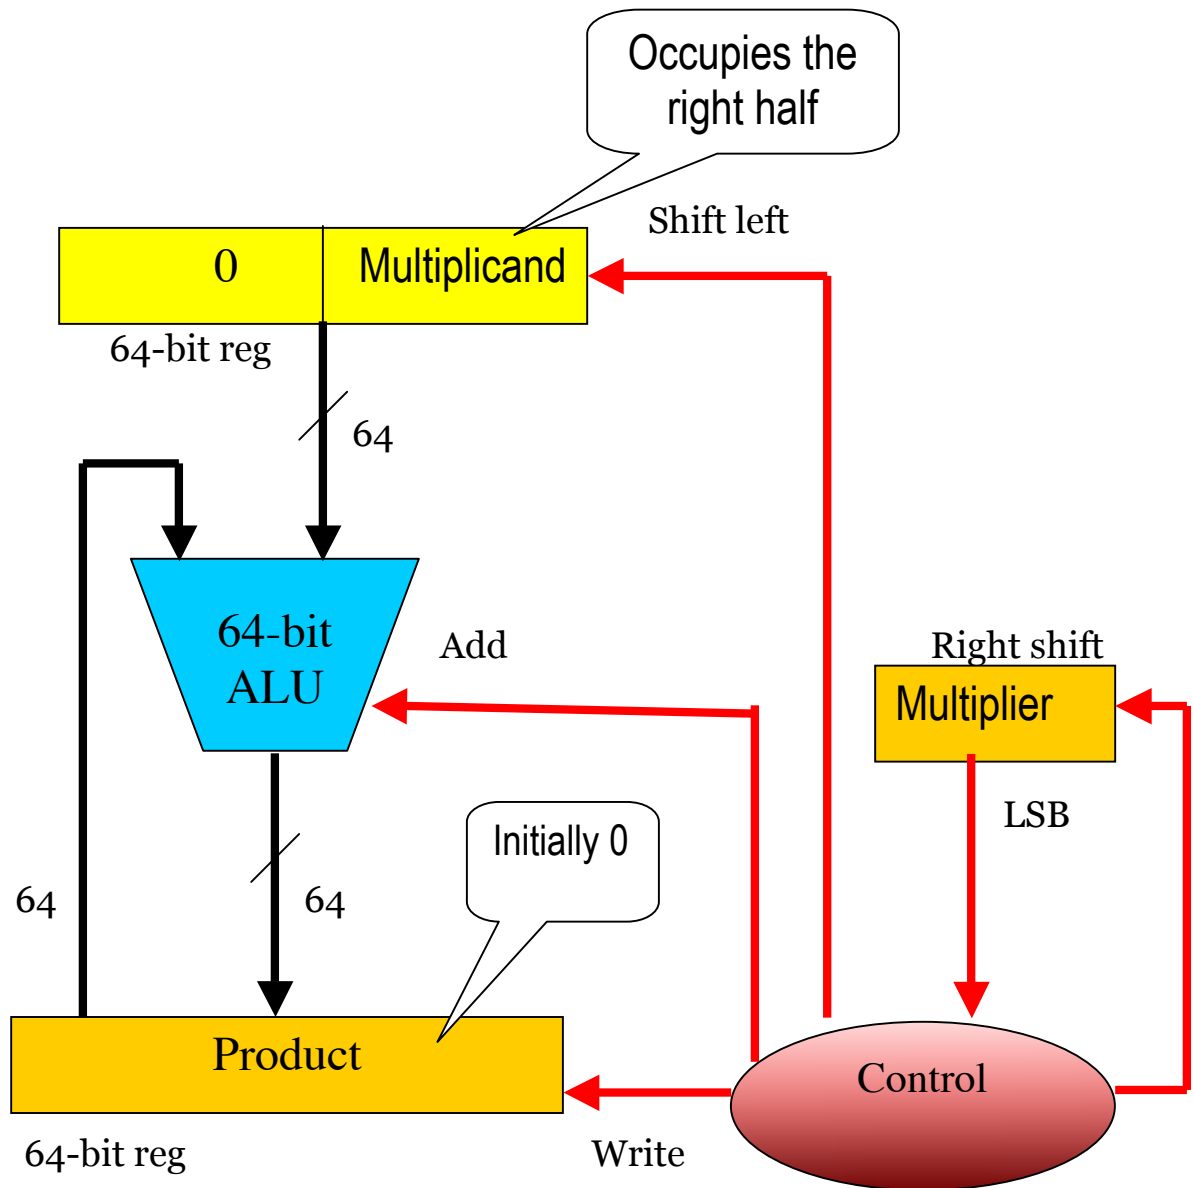 Occupies the
right half
Shift left
0 Multiplicand
64-bit reg
64
64-bit
ALU
Add
Right shift
Multiplier
LSB
Initially 0
64
64
Product
Control
64-bit reg
Write